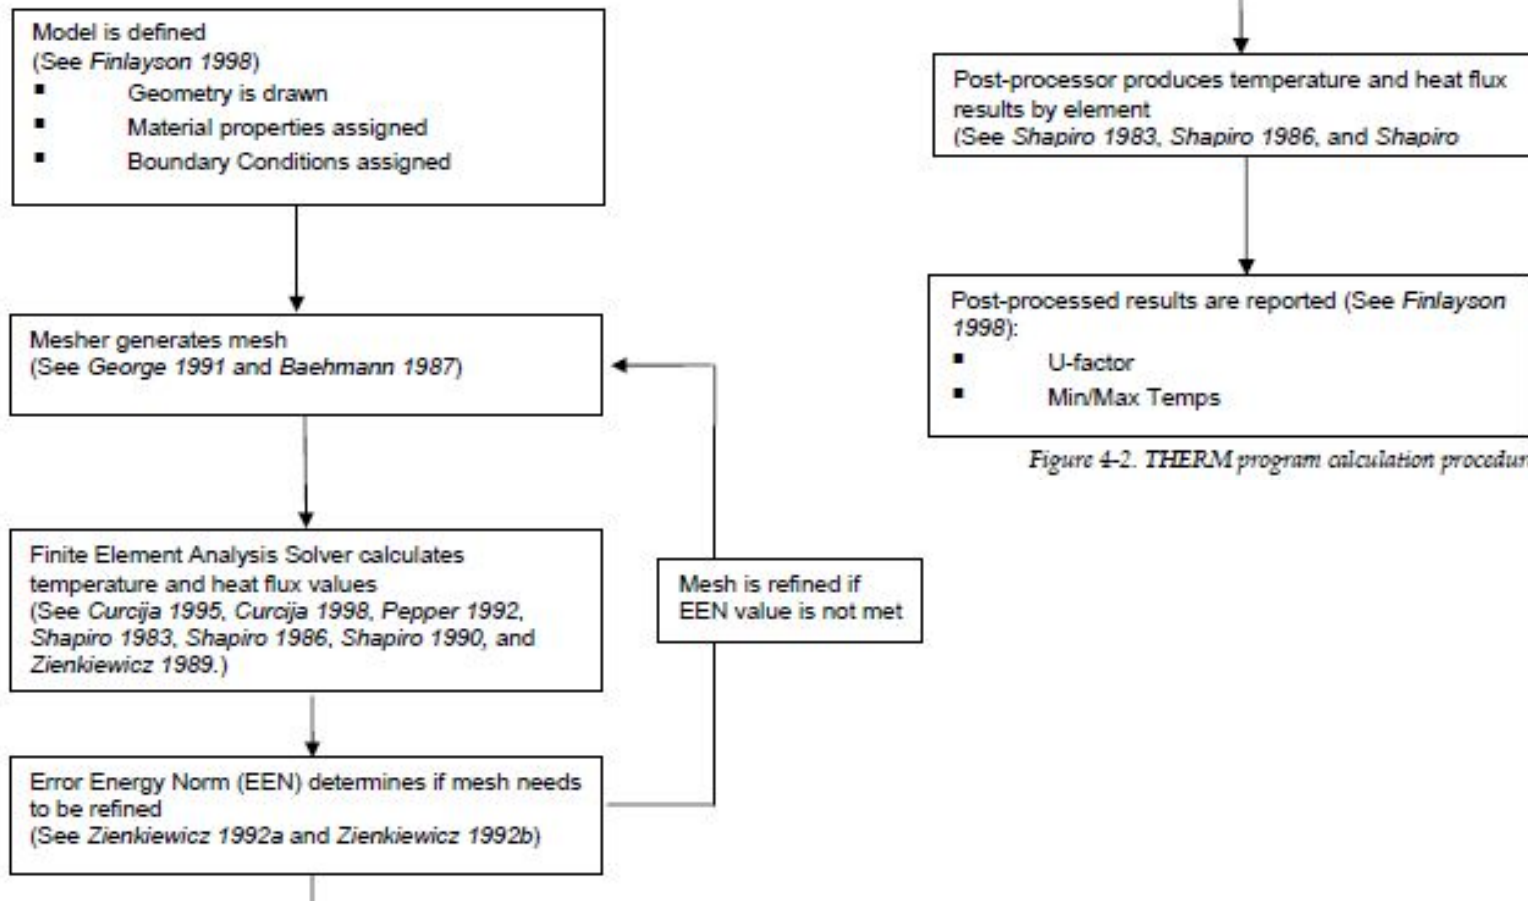 Model is defined
(See Finlayson 1998)
▪ Geometry is drawn
▪ Material properties assigned
▪ Boundary Conditions assigned
Mesher generates mesh
(See George 1991 and Baehmann 1987)
Finite Element Analysis Solver calculates
temperature and heat flux values
(See Curcija 1995, Curcija 1998, Pepper 1992,
Shapiro 1983, Shapiro 1986, Shapiro 1990, and
Zienkiewicz 1989.)
Error Energy Norm (EEN) determines if mesh needs
to be refined
(See Zienkiewicz 1992a and Zienkiewicz 1992b)
Mesh is refined if
EEN value is not met
Post-processor produces temperature and heat flux
results by element
(See Shapiro 1983, Shapiro 1986, and Shapiro
Post-processed results are reported (See Finlayson
1998):
▪ U-factor
▪ Min/Max Temps
Figure 4-2. THERM program calculation procedur